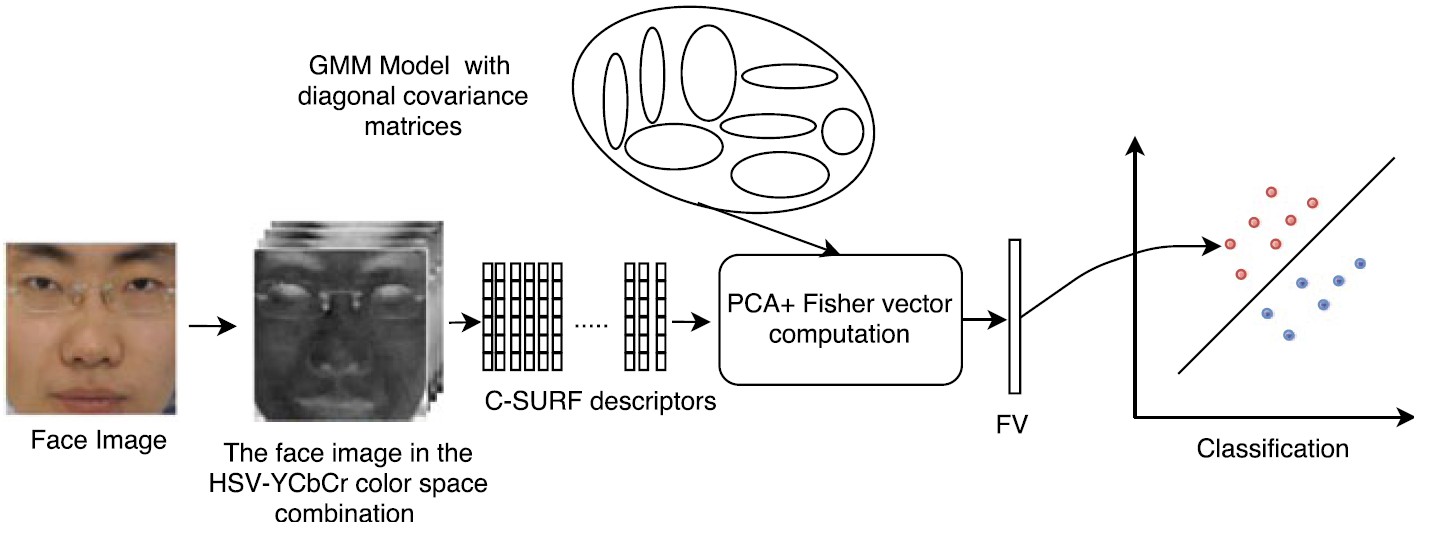 GMM Model with
diagonal covariance
matrices
Face Image
The face image in the
HSV-YCbCr color space
combination
.....
C-SURF descriptors
PCA+ Fisher vector
computation
FV
Classification